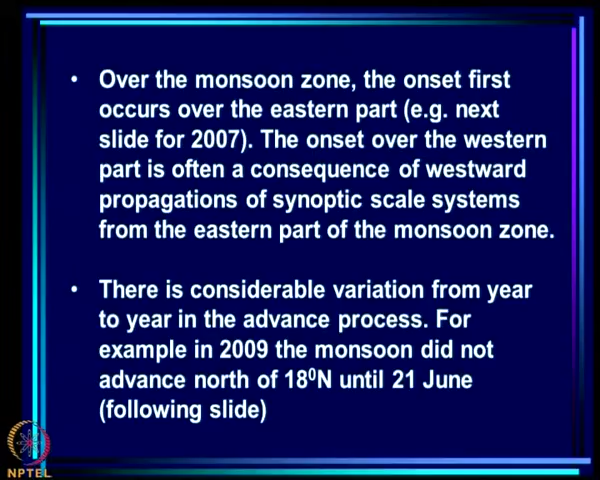 • Over the monsoon zone, the onset first
occurs over the eastern part (e.g. next
slide for 2007). The onset over the western
part is often a consequence of westward
propagations of synoptic scale systems
from the eastern part of the monsoon zone.
• There is considerable variation from year
to year in the advance process. For
example in 2009 the monsoon did not
advance north of 18⁰N until 21 June
(following slide)
NPTEL